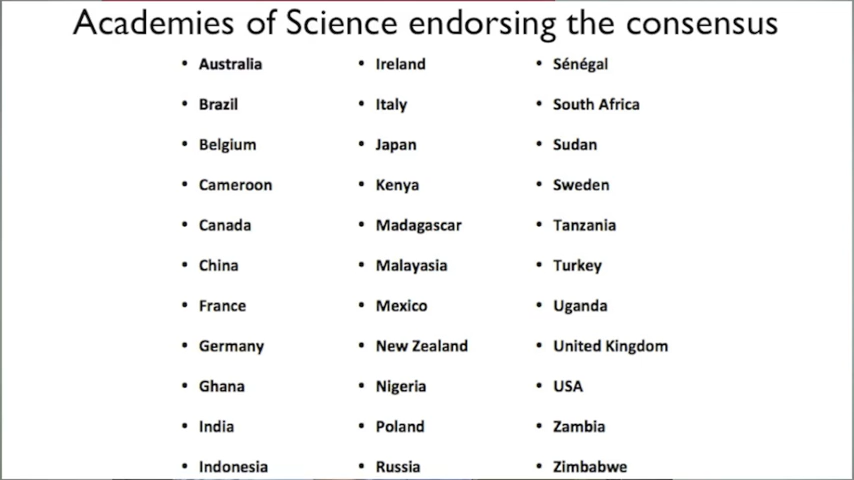 Academies of Science endorsing the consensus
• Australia
• Brazil
• Belgium
• Cameroon
• Canada
• China
• France
• Germany
• Ghana
• India
• Indonesia
• Ireland
• Italy
• Japan
• Kenya
• Madagascar
• Malayasia
• Mexico
• New Zealand
• Nigeria
• Poland
• Russia
• Sénégal
• South Africa
• Sudan
• Sweden
• Tanzania
• Turkey
• Uganda
• United Kingdom
• USA
• Zambia
• Zimbabwe